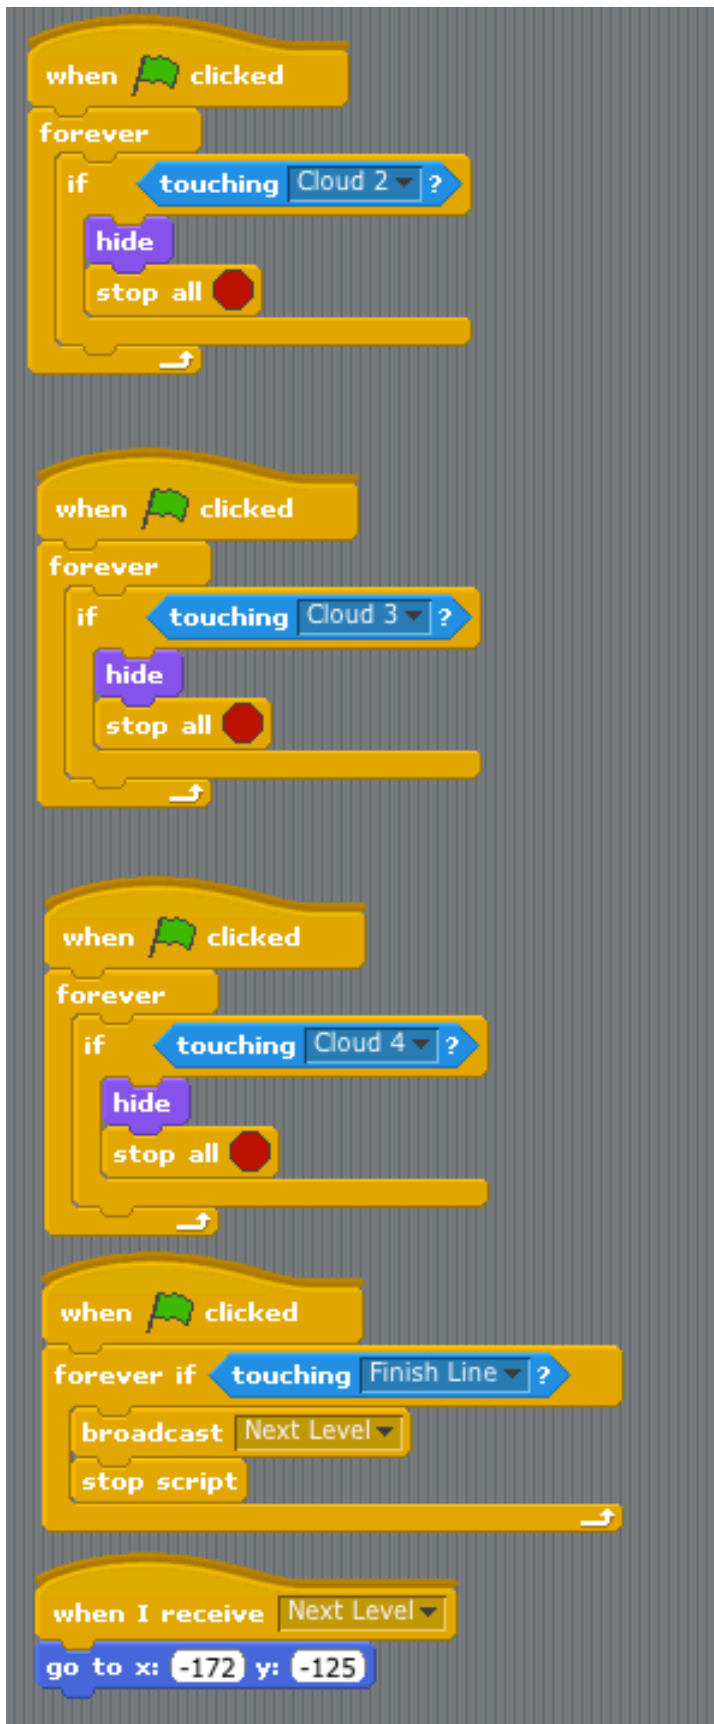 when clicked
forever
if touching Cloud 2 ?
hide
stop all
when clicked
forever
if touching Cloud 3 ?
hide
stop all
when clicked
forever
if touching Cloud 4 ?
hide
stop all
when clicked
forever if touching Finish Line ?
broadcast Next Level
stop script
when I receive Next Level
go to x: -172 y: -125